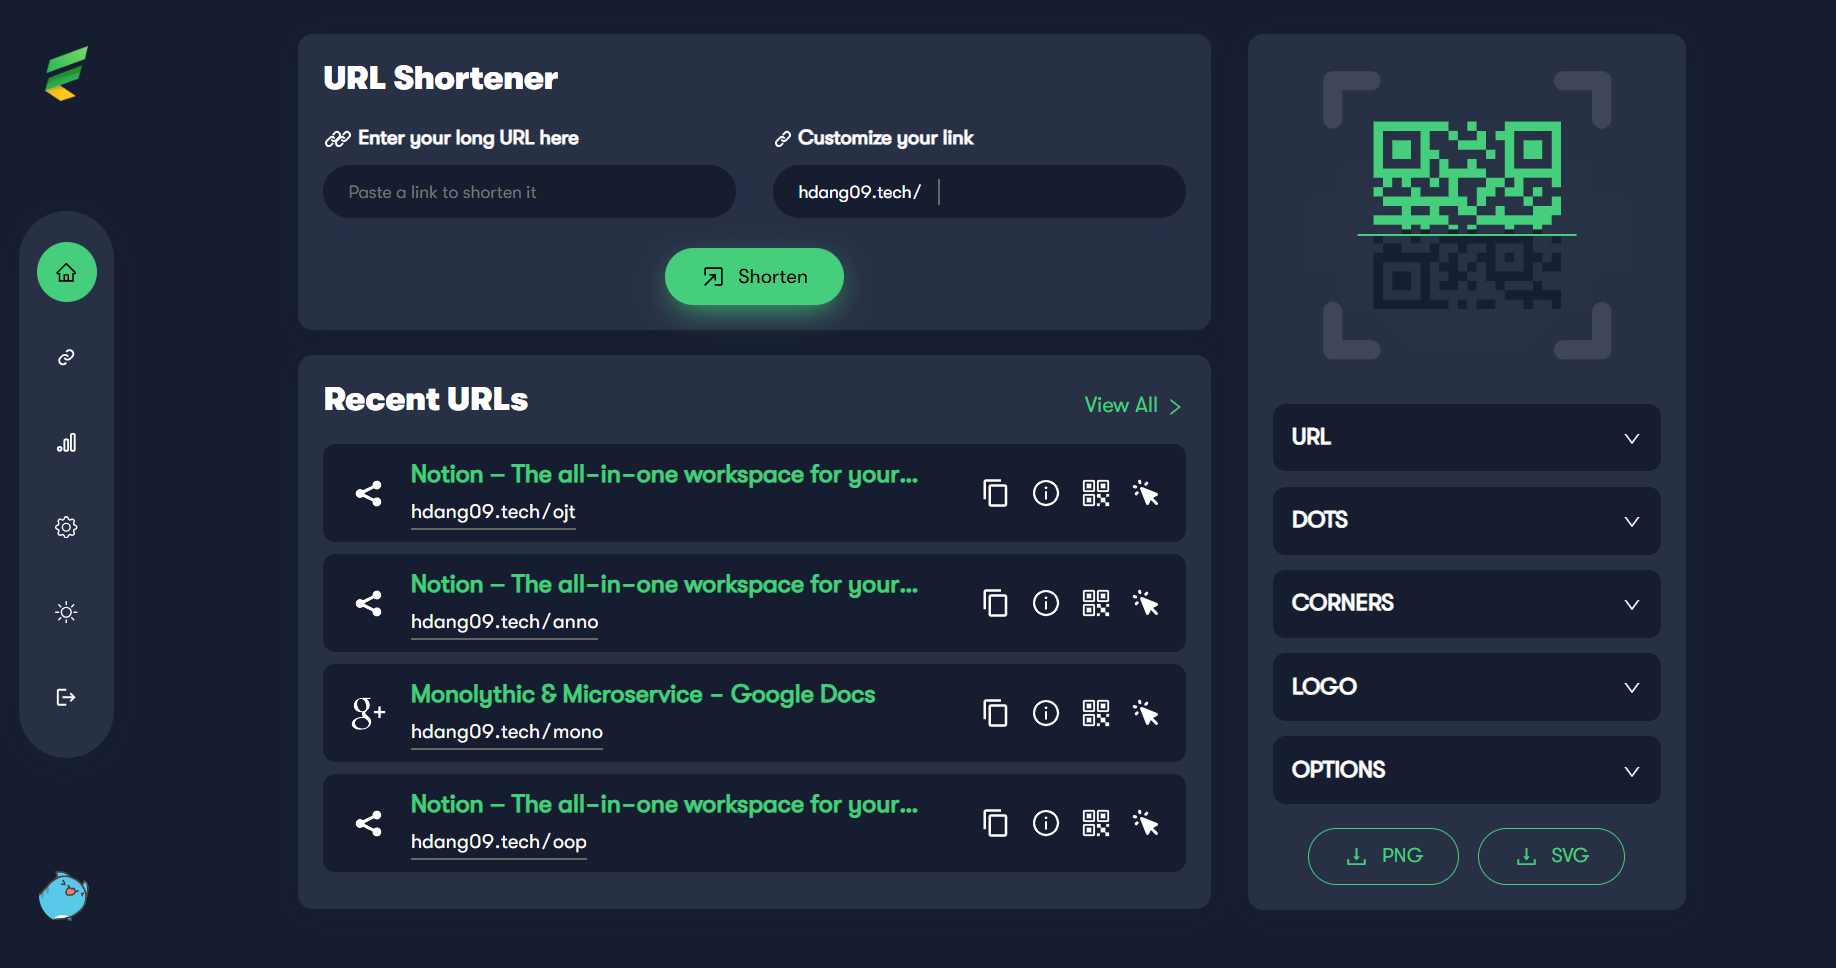 URL Shortener
Enter your long URL here
Paste a link to shorten it
Customize your link
hdang09.tech/
Shorten
Recent URLs
View All
Notion – The all-in-one workspace for your...
hdang09.tech/ojt
Notion – The all-in-one workspace for your...
hdang09.tech/anno
g+
Monolythic & Microservice - Google Docs
hdang09.tech/mono
Notion – The all-in-one workspace for your...
hdang09.tech/oop
URL
DOTS
CORNERS
LOGO
OPTIONS
PNG
SVG